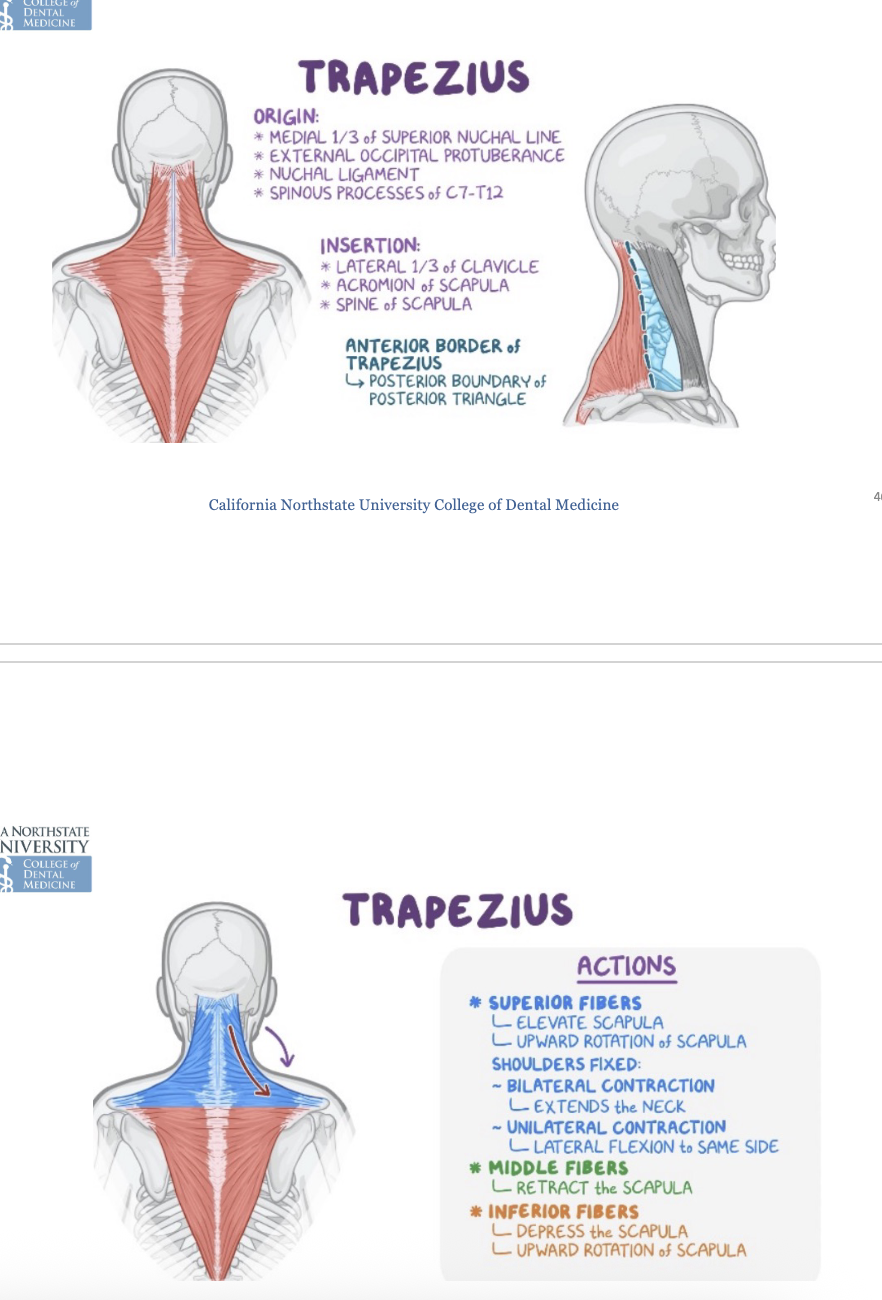 COLLEGE of
DENTAL
MEDICINE
TRAPEZIUS
ORIGIN:
* MEDIAL 1/3 of SUPERIOR NUCHAL LINE
* EXTERNAL OCCIPITAL PROTUBERANCE
* NUCHAL LIGAMENT
* SPINOUS PROCESSES of C7-T12
INSERTION:
* LATERAL 1/3 of CLAVICLE
* ACROMION of SCAPULA
* SPINE of SCAPULA
ANTERIOR BORDER of
TRAPEZIUS
↳ POSTERIOR BOUNDARY of
POSTERIOR TRIANGLE
California Northstate University College of Dental Medicine
A NORTHSTATE
NIVERSITY
COLLEGE of
DENTAL
MEDICINE
TRAPEZIUS
ACTIONS
* SUPERIOR FIBERS
└ ELEVATE SCAPULA
└ UPWARD ROTATION of SCAPULA
SHOULDERS FIXED:
~ BILATERAL CONTRACTION
└ EXTENDS the NECK
~ UNILATERAL CONTRACTION
└ LATERAL FLEXION to SAME SIDE
* MIDDLE FIBERS
└ RETRACT the SCAPULA
* INFERIOR FIBERS
└ DEPRESS the SCAPULA
└ UPWARD ROTATION of SCAPULA